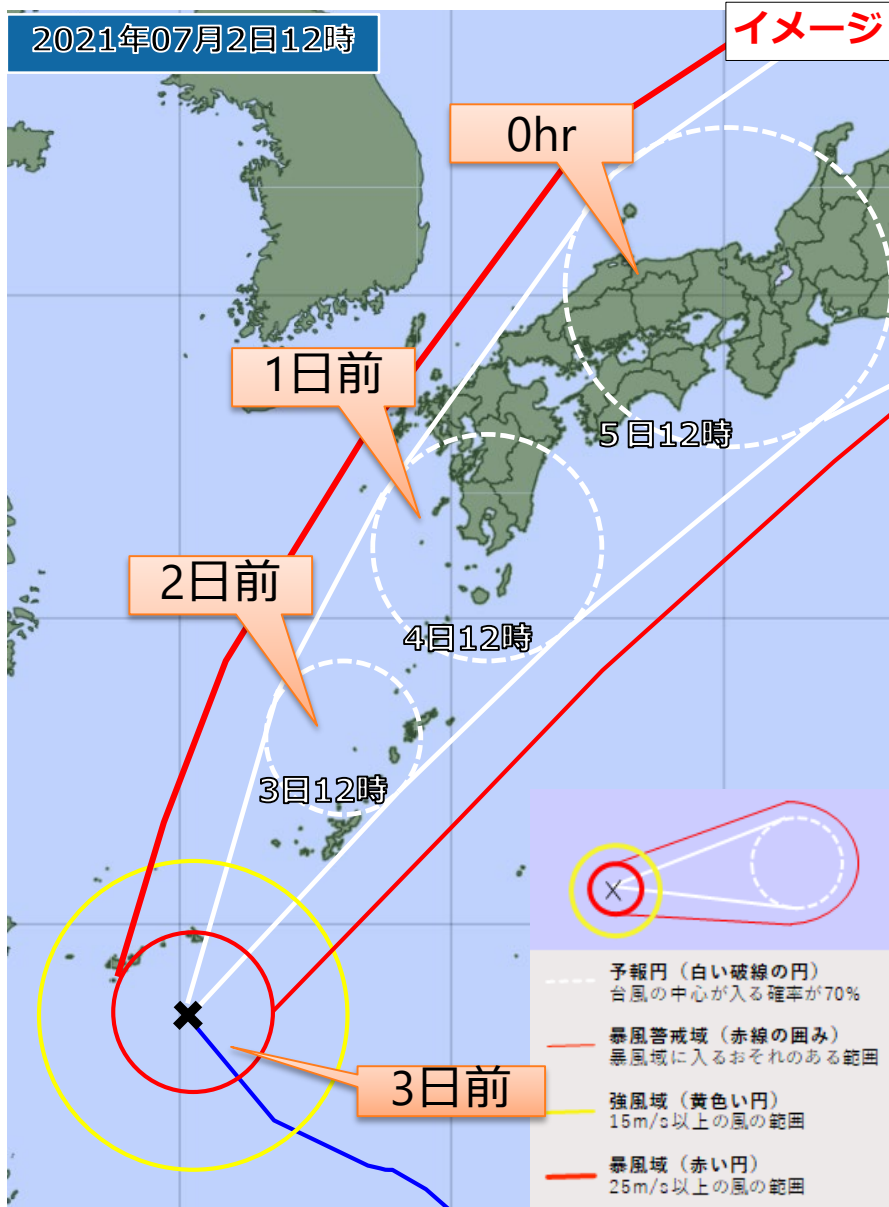 2021年07月2日12時
イメージ
0hr
1日前
5日12時
2日前
4日12時
3日12時
3日前
予報円（白い破線の円）
台風の中心が入る確率が70%
暴風警戒域（赤線の囲み）
暴風域に入るおそれのある範囲
強風域（黄色い円）
15m/s以上の風の範囲
暴風域（赤い円）
25m/s以上の風の範囲